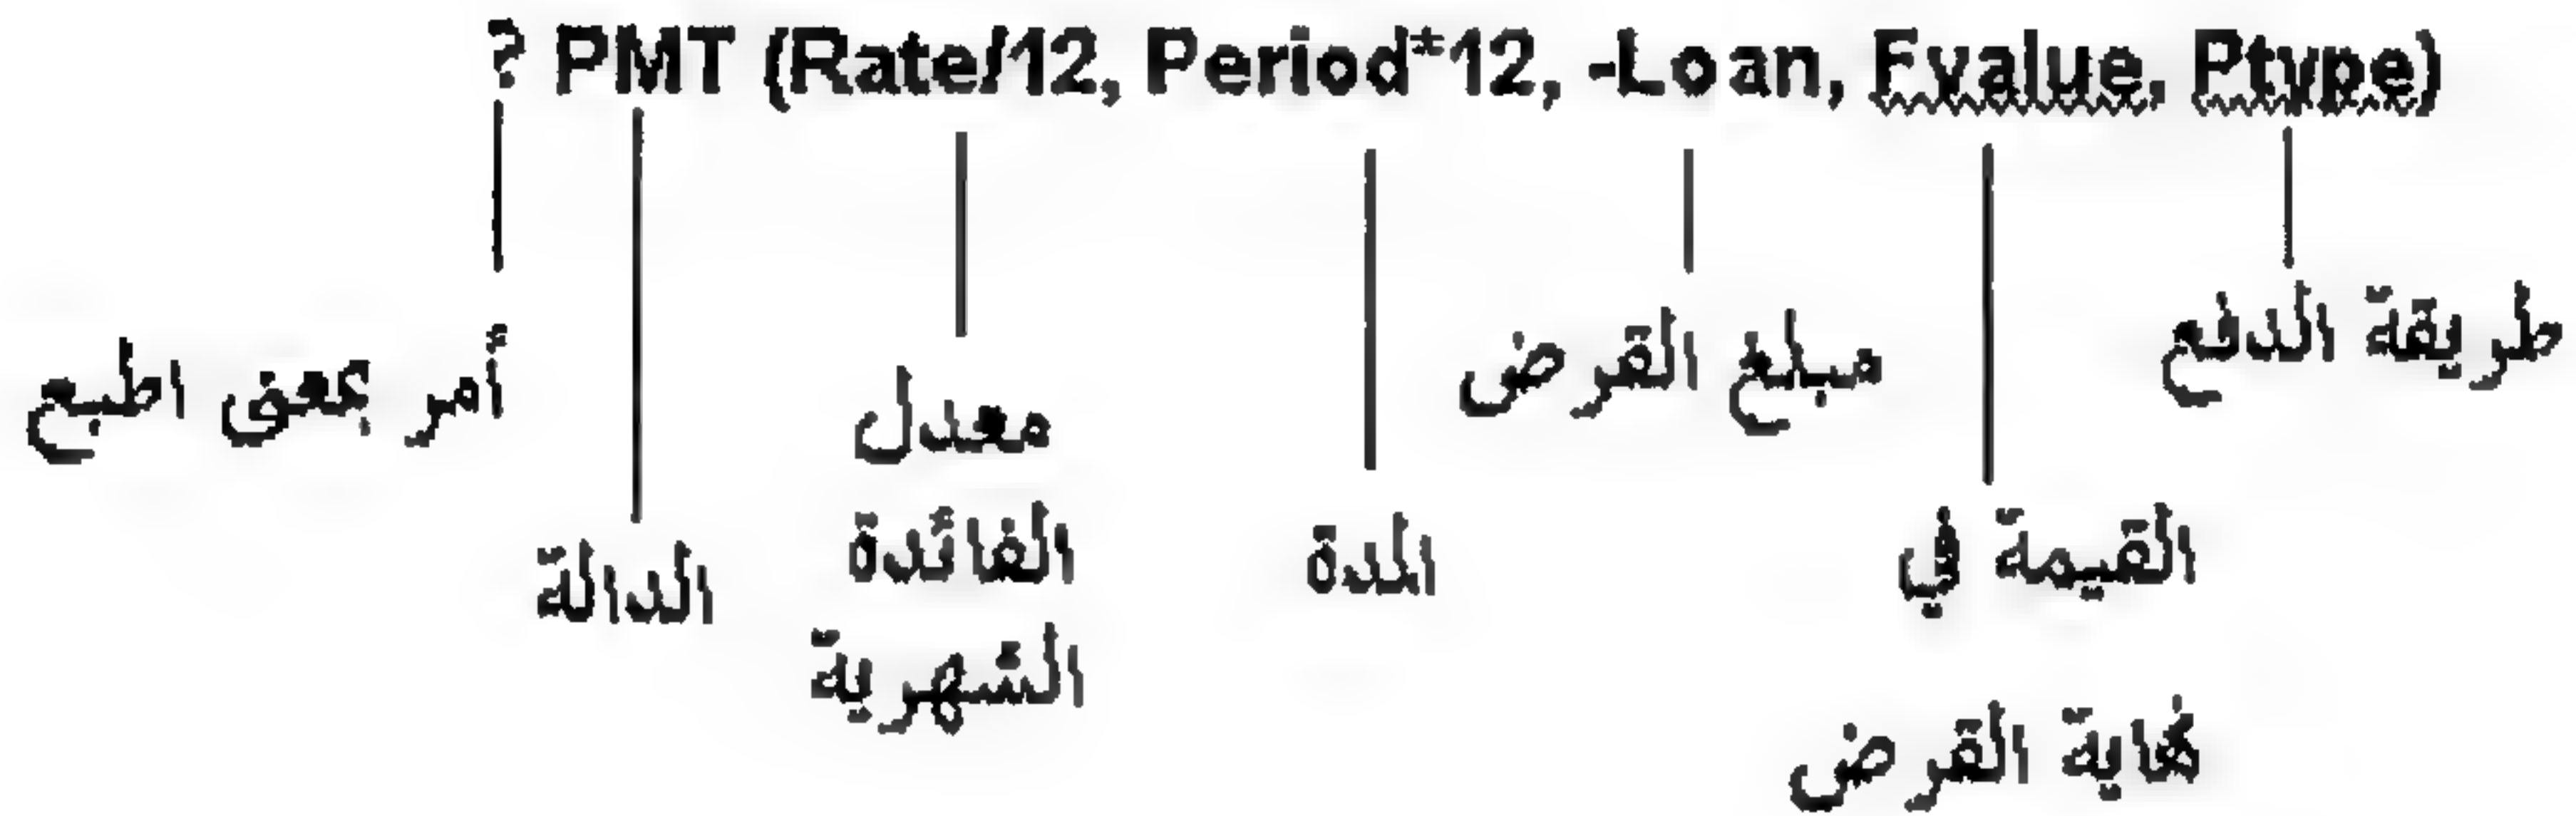 ? PMT (Rate/12, Period*12, -Loan, Fvalue, Ptype)
أمر بمعنى اطبع
الدالة
معدل
الفائدة
الشهرية
المدة
مبلغ القرض
القيمة في
نهاية القرض
طريقة الدفع